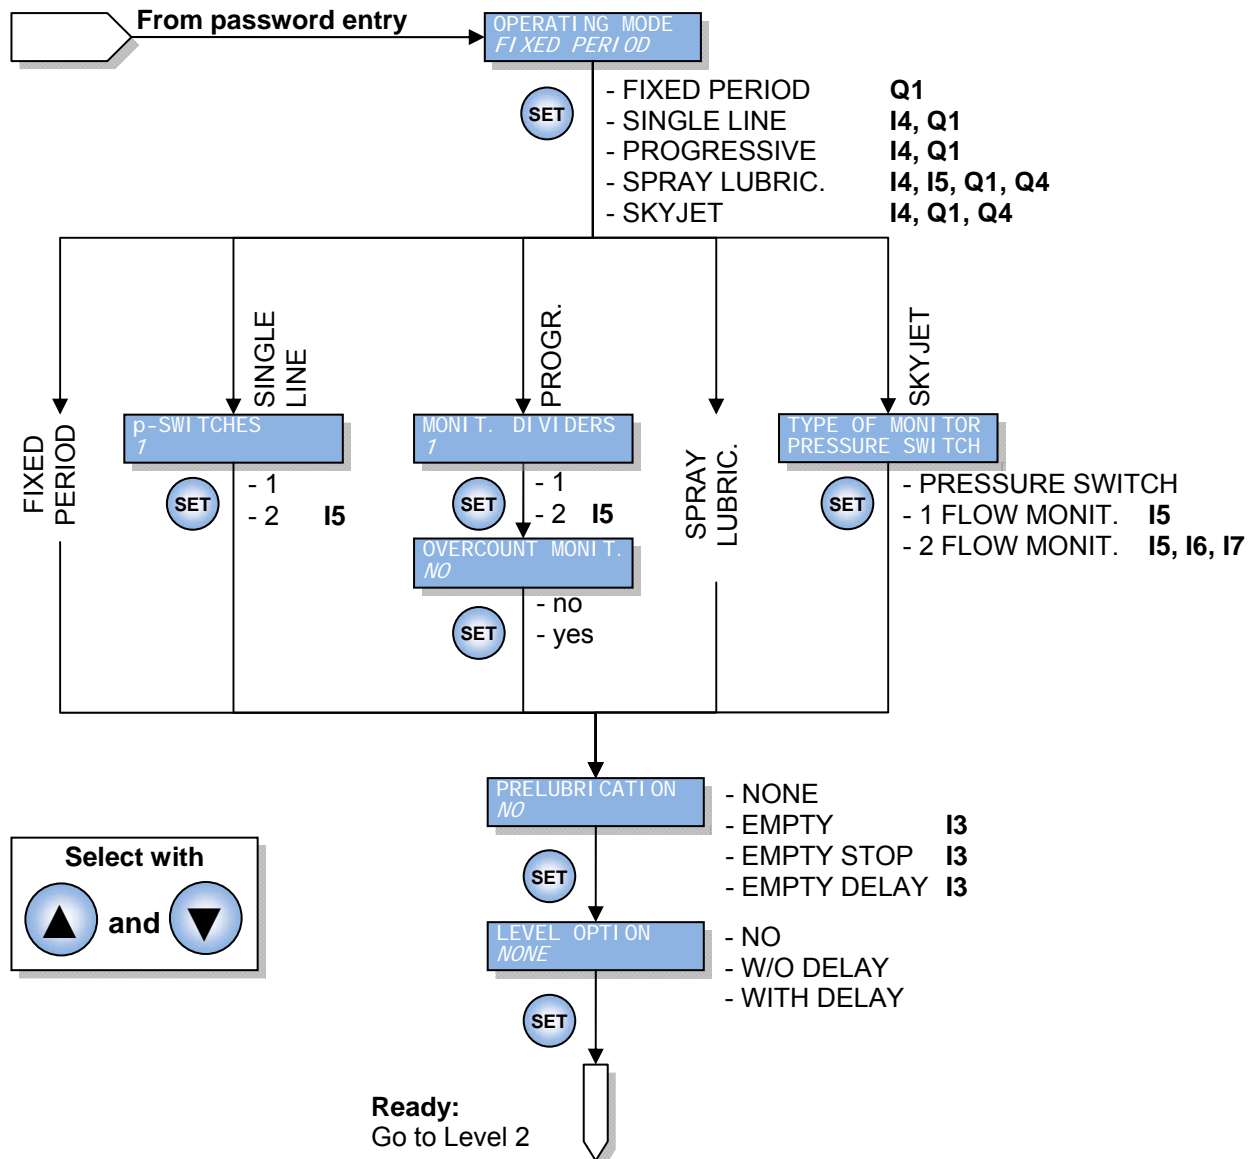 From password entry
OPERATING MODE
FIXED PERIOD
SET
- FIXED PERIOD Q1
- SINGLE LINE I4, Q1
- PROGRESSIVE I4, Q1
- SPRAY LUBRIC. I4, I5, Q1, Q4
- SKYJET I4, Q1, Q4
FIXED
PERIOD
SINGLE
LINE
p-SWITCHES
1
SET
- 1
- 2 I5
PROGR.
MONIT. DIVIDERS
1
SET
- 1
- 2 I5
OVERCOUNT MONIT.
NO
SET
- no
- yes
SPRAY
LUBRIC.
SKYJET
TYPE OF MONITOR
PRESSURE SWITCH
SET
- PRESSURE SWITCH
- 1 FLOW MONIT. I5
- 2 FLOW MONIT. I5, I6, I7
PRELUBRICATION
NO
SET
- NONE
- EMPTY I3
- EMPTY STOP I3
- EMPTY DELAY I3
LEVEL OPTION
NONE
SET
- NO
- W/O DELAY
- WITH DELAY
Select with
▲ and ▼
Ready:
Go to Level 2